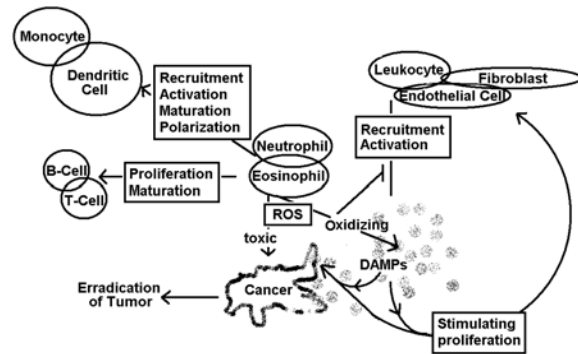 Monocyte
Dendritic
Cell
Recruitment
Activation
Maturation
Polarization
Leukocyte
Fibroblast
Endothelial Cell
Recruitment
Activation
Neutrophil
Eosinophil
B-Cell
T-Cell
Proliferation
Maturation
ROS
Oxidizing
toxic
DAMPs
Cancer
Erradication
of Tumor
Stimulating
proliferation